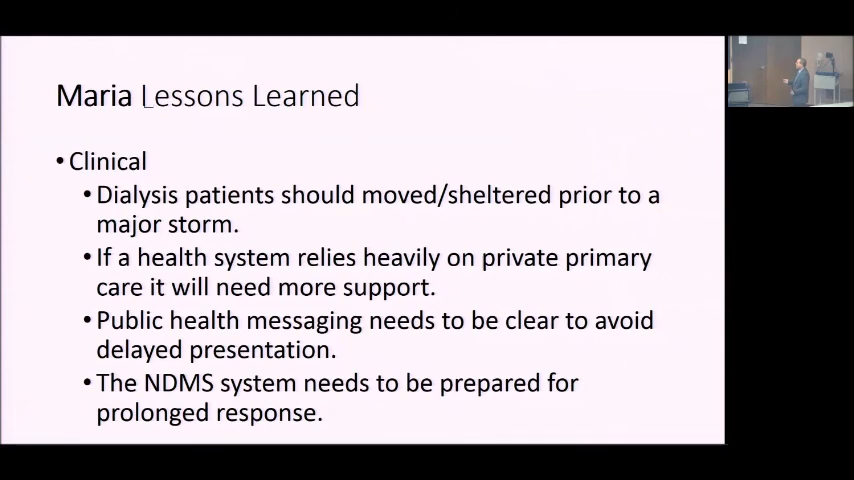 Maria Lessons Learned
• Clinical
• Dialysis patients should moved/sheltered prior to a
major storm.
• If a health system relies heavily on private primary
care it will need more support.
• Public health messaging needs to be clear to avoid
delayed presentation.
• The NDMS system needs to be prepared for
prolonged response.